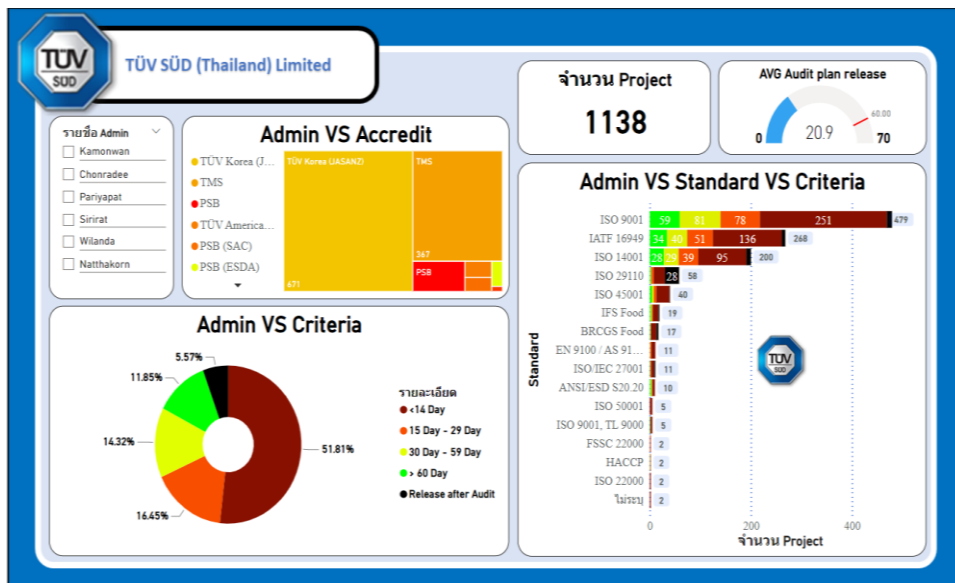 TÜV
SÜD
TÜV SÜD (Thailand) Limited
จำนวน Project
1138
AVG Audit plan release
60.00
0
20.9
70
รายชื่อ Admin
Kamonwan
Chonradee
Pariyapat
Sirirat
Wilanda
Natthakorn
Admin VS Accredit
TÜV Korea (J...
TMS
PSB
TÜV America...
PSB (SAC)
PSB (ESDA)
TÜV Korea (JASANZ)
671
TMS
367
PSB
Admin VS Criteria
5.57%
11.85%
14.32%
16.45%
51.81%
รายละเอียด
<14 Day
15 Day - 29 Day
30 Day - 59 Day
> 60 Day
Release after Audit
Admin VS Standard VS Criteria
Standard
ISO 9001 59 81 78 251 479
IATF 16949 34 40 51 136 268
ISO 14001 28 29 39 95 200
ISO 29110 28 58
ISO 45001 40
IFS Food 19
BRCGS Food 17
EN 9100 / AS 91... 11
ISO/IEC 27001 11
ANSI/ESD S20.20 10
ISO 50001 5
ISO 9001, TL 9000 5
FSSC 22000 2
HACCP 2
ISO 22000 2
ไม่ระบุ 2
0 200 400
จำนวน Project
TÜV
SÜD